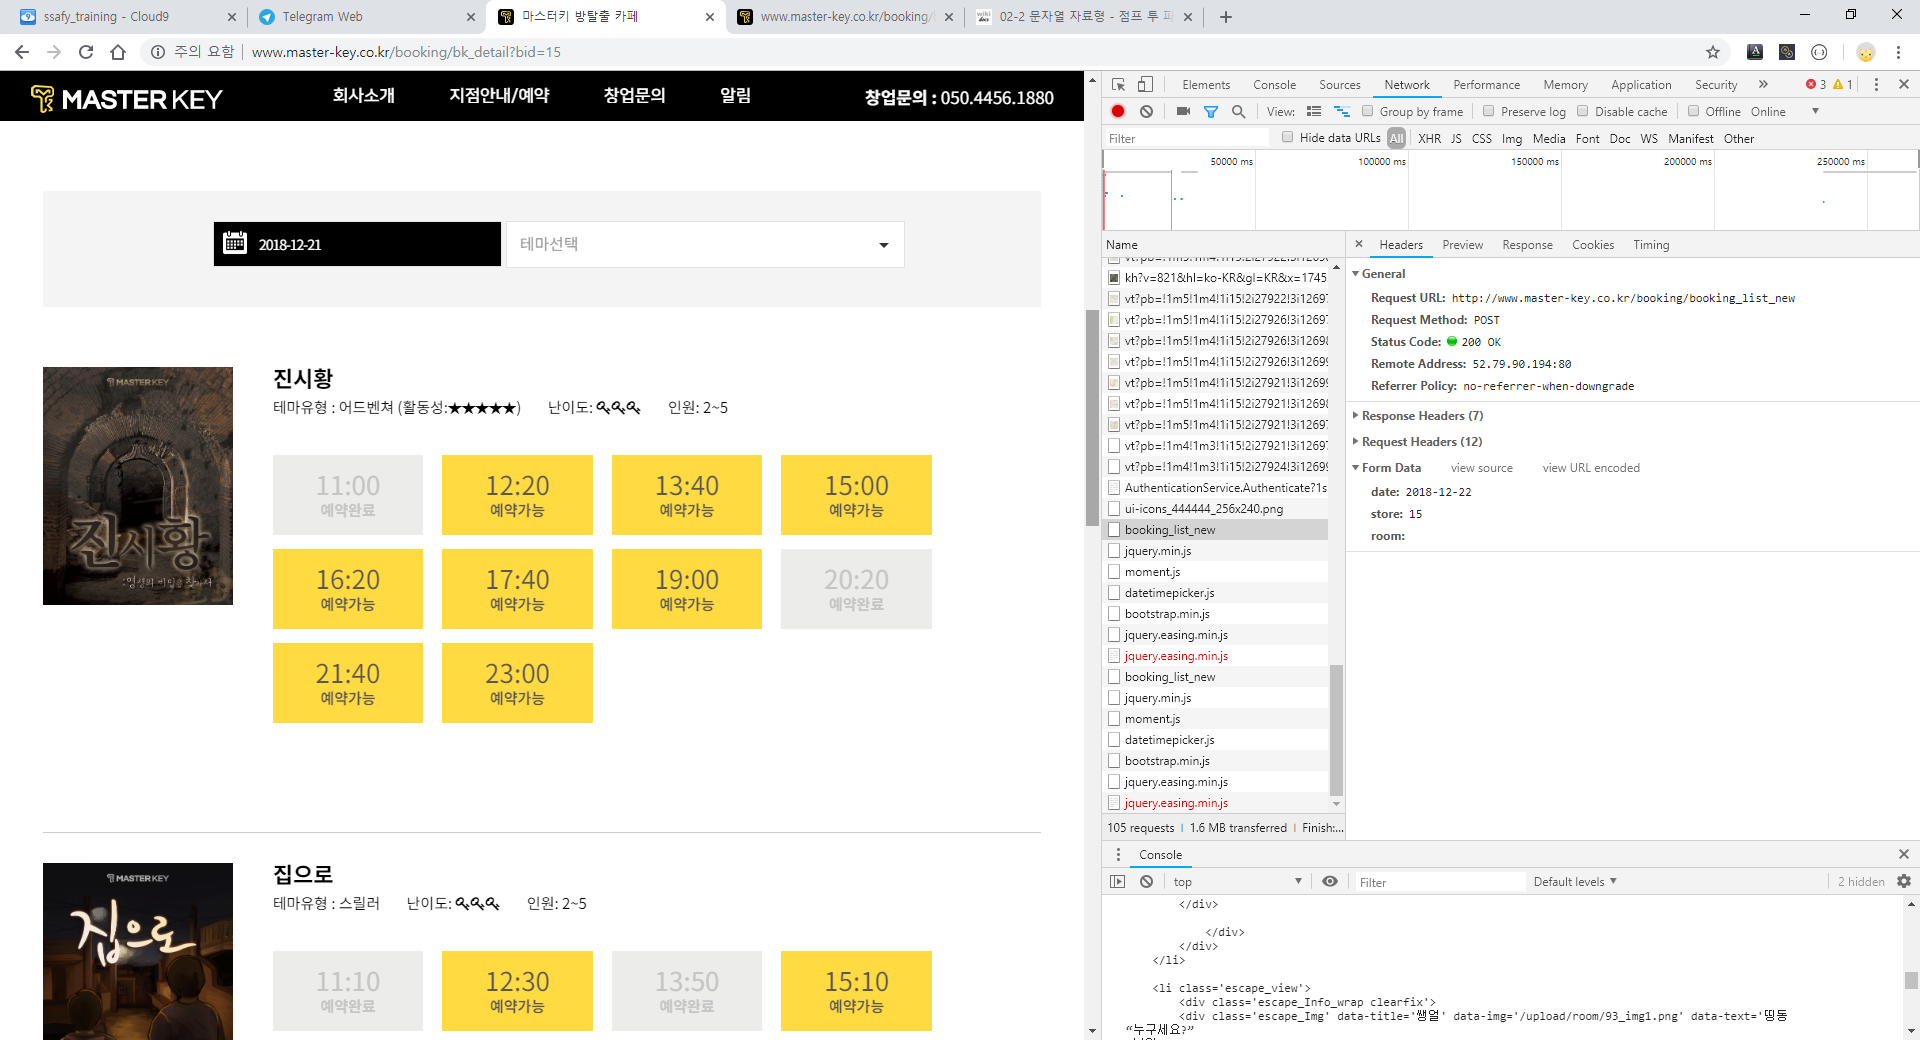 ssafy_training - Cloud9
Telegram Web
마스터키 방탈출 카페
www.master-key.co.kr/booking/
02-2 문자열 자료형 - 점프 투 파
주의 요함
www.master-key.co.kr/booking/bk_detail?bid=15
MASTER KEY
회사소개
지점안내/예약
창업문의
알림
창업문의 : 050.4456.1880
2018-12-21
테마선택
MASTER KEY
진시황
진시황
테마유형 : 어드벤쳐 (활동성:★★★★★) 난이도: 인원: 2~5
11:00
예약완료
12:20
예약가능
13:40
예약가능
15:00
예약가능
16:20
예약가능
17:40
예약가능
19:00
예약가능
20:20
예약완료
21:40
예약가능
23:00
예약가능
MASTER KEY
집으로
집으로
테마유형 : 스릴러 난이도: 인원: 2~5
11:10
예약완료
12:30
예약가능
13:50
예약완료
15:10
예약가능
Elements Console Sources Network Performance Memory Application Security » 3 1
View: Group by frame Preserve log Disable cache Offline Online
Filter Hide data URLs All XHR JS CSS Img Media Font Doc WS Manifest Other
50000 ms 100000 ms 150000 ms 200000 ms 250000 ms
Name
kh?v=821&hl=ko-KR&gl=KR&x=1745
vt?pb=!1m5!1m4!1i15!2i27922!3i1269
vt?pb=!1m5!1m4!1i15!2i27926!3i1269
vt?pb=!1m5!1m4!1i15!2i27926!3i1269
vt?pb=!1m5!1m4!1i15!2i27926!3i1269
vt?pb=!1m5!1m4!1i15!2i27921!3i1269
vt?pb=!1m5!1m4!1i15!2i27921!3i1269
vt?pb=!1m5!1m4!1i15!2i27921!3i1269
vt?pb=!1m4!1m3!1i15!2i27921!3i1269
vt?pb=!1m4!1m3!1i15!2i27924!3i1269
AuthenticationService.Authenticate?1s
ui-icons_444444_256x240.png
booking_list_new
jquery.min.js
moment.js
datetimepicker.js
bootstrap.min.js
jquery.easing.min.js
jquery.easing.min.js
booking_list_new
jquery.min.js
moment.js
datetimepicker.js
bootstrap.min.js
jquery.easing.min.js
jquery.easing.min.js
105 requests 1.6 MB transferred Finish:...
Headers Preview Response Cookies Timing
General
Request URL: http://www.master-key.co.kr/booking/booking_list_new
Request Method: POST
Status Code: 200 OK
Remote Address: 52.79.90.194:80
Referrer Policy: no-referrer-when-downgrade
Response Headers (7)
Request Headers (12)
Form Data view source view URL encoded
date: 2018-12-22
store: 15
room:
Console
top Filter Default levels 2 hidden
</div>
</div>
</div>
</li>
<li class='escape_view'>
<div class='escape_Info_wrap clearfix'>
<div class='escape_Img' data-title='쌩얼' data-img='/upload/room/93_img1.png' data-text='띵동
“누구세요?”